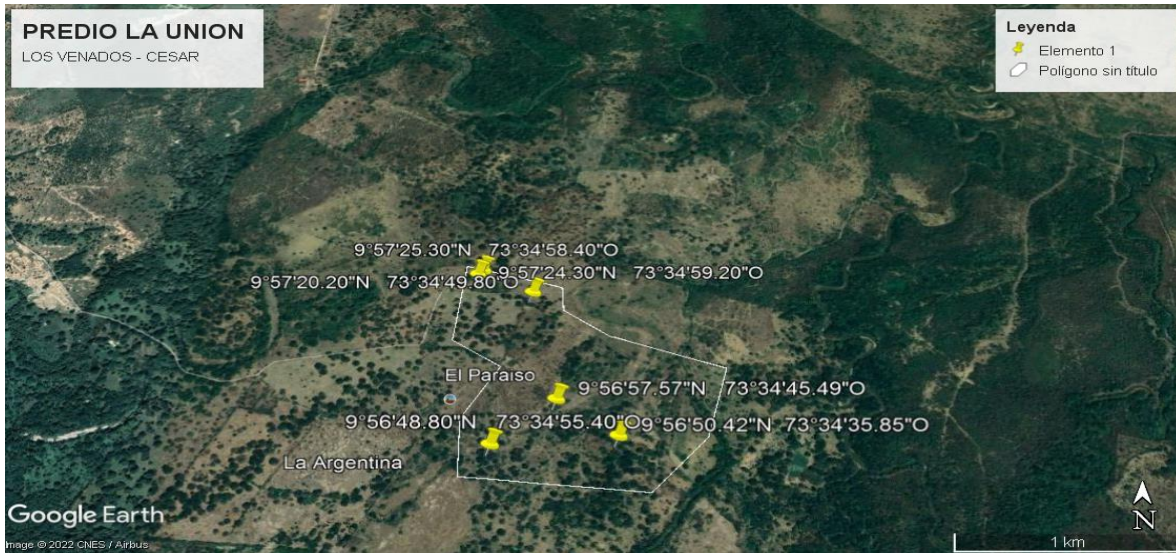 PREDIO LA UNION
LOS VENADOS - CESAR
Leyenda
Elemento 1
Polígono sin título
9°57'25.30"N 73°34'58.40"O
9°57'24.30"N 73°34'59.20"O
9°57'20.20"N 73°34'49.80"O
El Paraiso
9°56'57.57"N 73°34'45.49"O
9°56'48.80"N 73°34'55.40"O
9°56'50.42"N 73°34'35.85"O
La Argentina
Google Earth
Image © 2022 CNES / Airbus
N
1 km